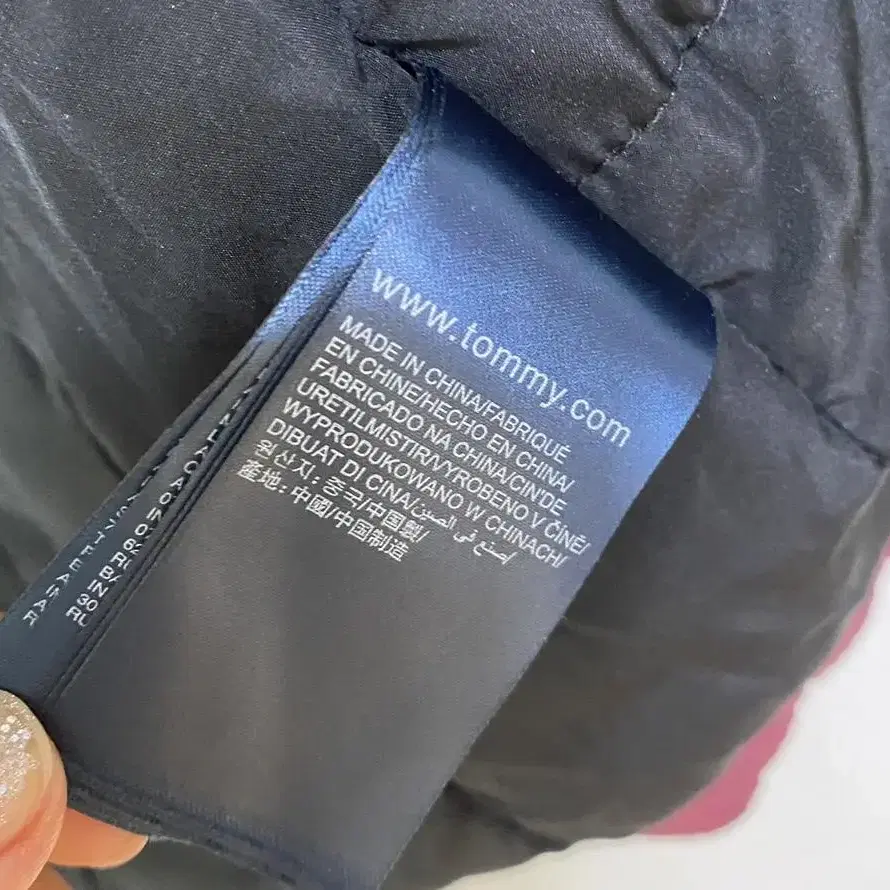 www.tommy.com
MADE IN CHINA/FABRIQUÉ
EN CHINE/HECHO EN CHINA/
FABRICADO NA CHINA/CIN'DE
URETILMISTIR/VYROBENO V ČÍNĚ/
WYPRODUKOWANO W CHINACH/
DIBUAT DI CINA/صنع في الصين/
원산지: 중국/中国製/
產地: 中國/中国制造